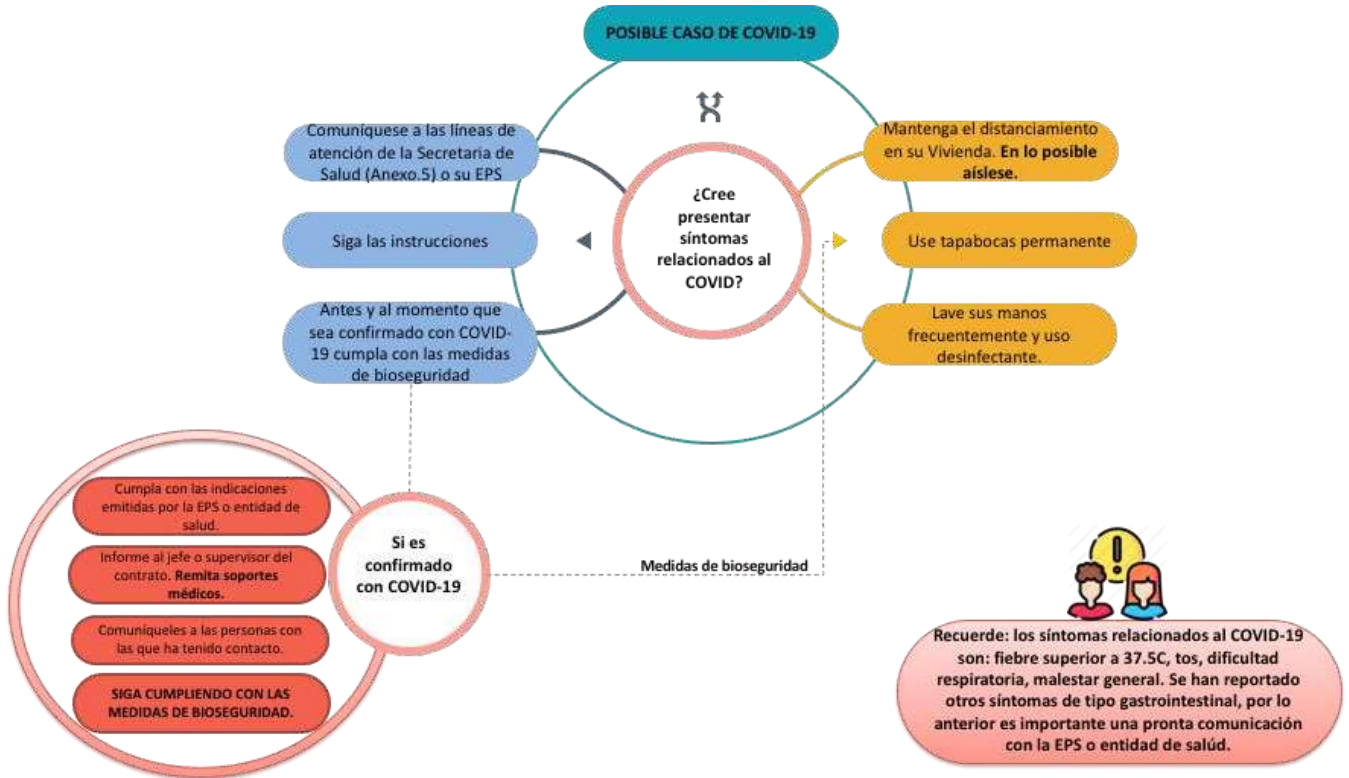 POSIBLE CASO DE COVID-19
Comuníquese a las líneas de
atención de la Secretaria de
Salud (Anexo.5) o su EPS
Siga las instrucciones
Antes y al momento que
sea confirmado con COVID-
19 cumpla con las medidas
de bioseguridad
¿Cree
presentar
síntomas
relacionados al
COVID?
Mantenga el distanciamiento
en su Vivienda. En lo posible
aíslese.
Use tapabocas permanente
Lave sus manos
frecuentemente y uso
desinfectante.
Cumpla con las indicaciones
emitidas por la EPS o entidad de
salud.
Informe al jefe o supervisor del
contrato. Remita soportes
médicos.
Comuníqueles a las personas con
las que ha tenido contacto.
SIGA CUMPLIENDO CON LAS
MEDIDAS DE BIOSEGURIDAD.
Si es
confirmado
con COVID-19
Medidas de bioseguridad
Recuerde: los síntomas relacionados al COVID-19
son: fiebre superior a 37.5C, tos, dificultad
respiratoria, malestar general. Se han reportado
otros síntomas de tipo gastrointestinal, por lo
anterior es importante una pronta comunicación
con la EPS o entidad de salúd.